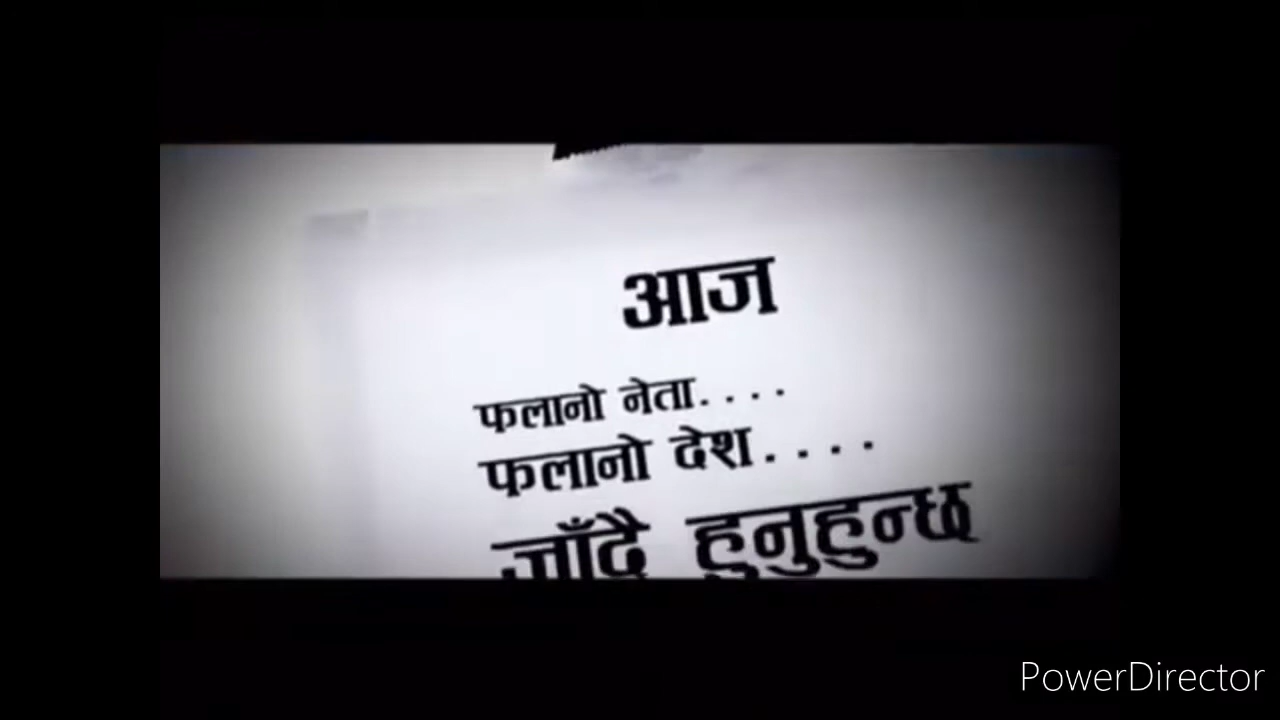 आज
फलानो नेता....
फलानो देश....
जाँदै हुनुहुन्छ
PowerDirector